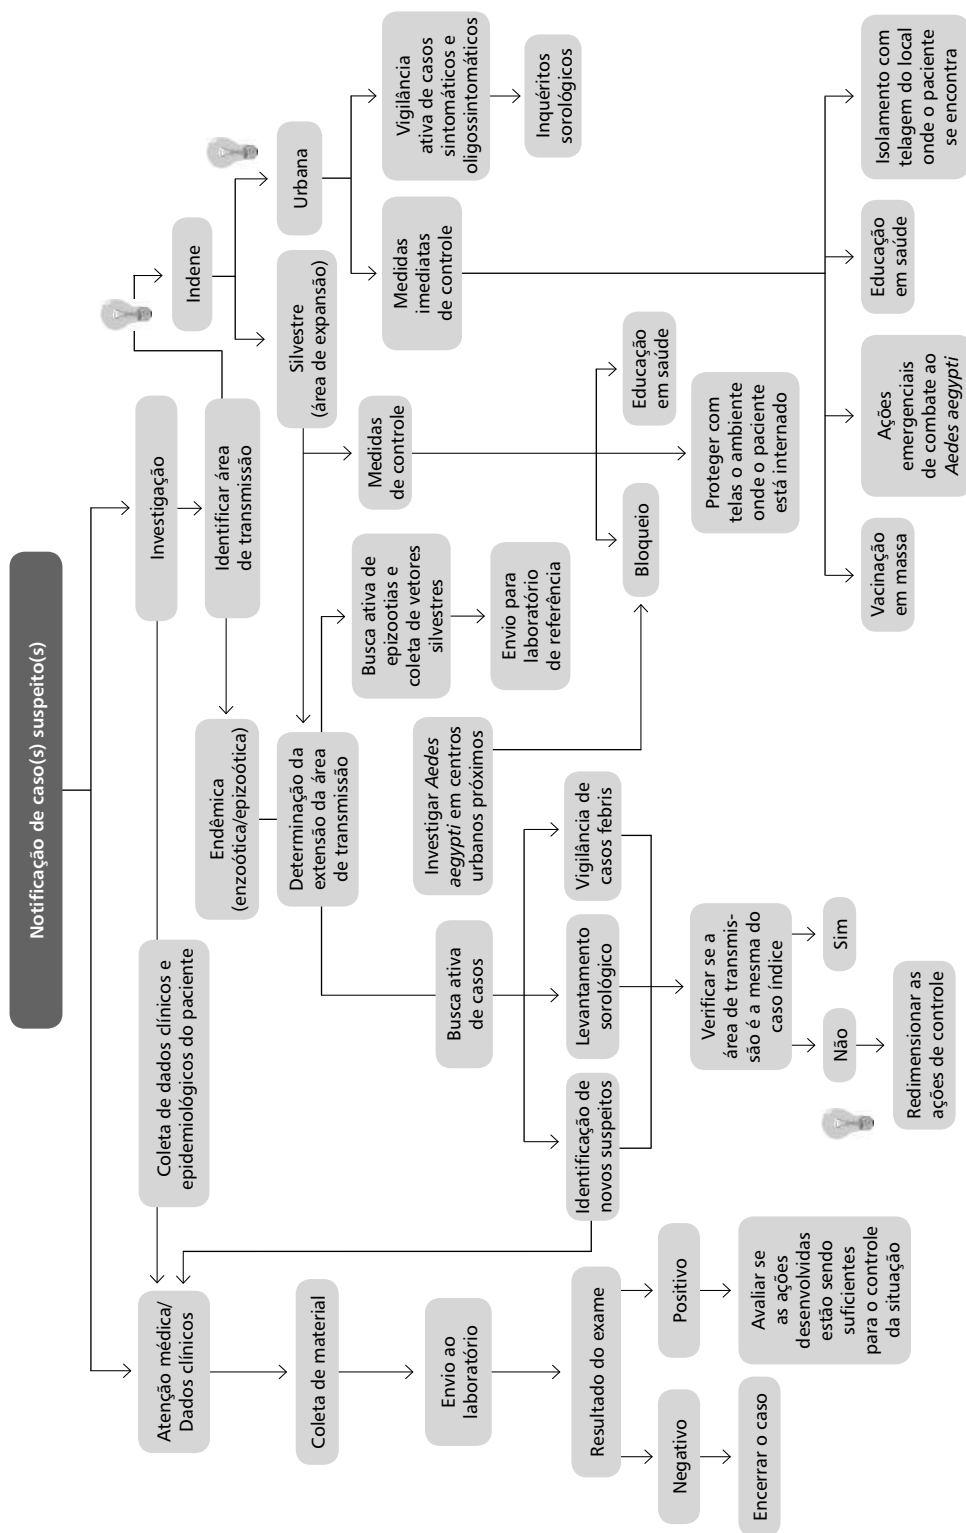 Notificação de caso(s) suspeito(s)
Atenção médica/
Dados clínicos
Coleta de dados clínicos e
epidemiológicos do paciente
Investigação
Identificar área
de transmissão
Indene
Endêmica
(enzoótica/epizoótica)
Silvestre
(área de expansão)
Urbana
Coleta de material
Determinação da
extensão da área
de transmissão
Medidas
de controle
Medidas
imediatas
de controle
Vigilância
ativa de casos
sintomáticos e
oligossintomáticos
Inquéritos
sorológicos
Envio ao
laboratório
Busca ativa
de casos
Investigar Aedes
aegypti em centros
urbanos próximos
Busca ativa de
epizootias e
coleta de vetores
silvestres
Envio para
laboratório
de referência
Resultado do exame
Identificação de
novos suspeitos
Levantamento
sorológico
Vigilância de
casos febris
Bloqueio
Educação
em saúde
Proteger com
telas o ambiente
onde o paciente
está internado
Negativo
Positivo
Verificar se a
área de transmis-
são é a mesma do
caso índice
Encerrar o caso
Avaliar se
as ações
desenvolvidas
estão sendo
suficientes
para o controle
da situação
Não
Sim
Redimensionar as
ações de controle
Vacinação
em massa
Ações
emergenciais
de combate ao
Aedes aegypti
Educação
em saúde
Isolamento com
telagem do local
onde o paciente
se encontra